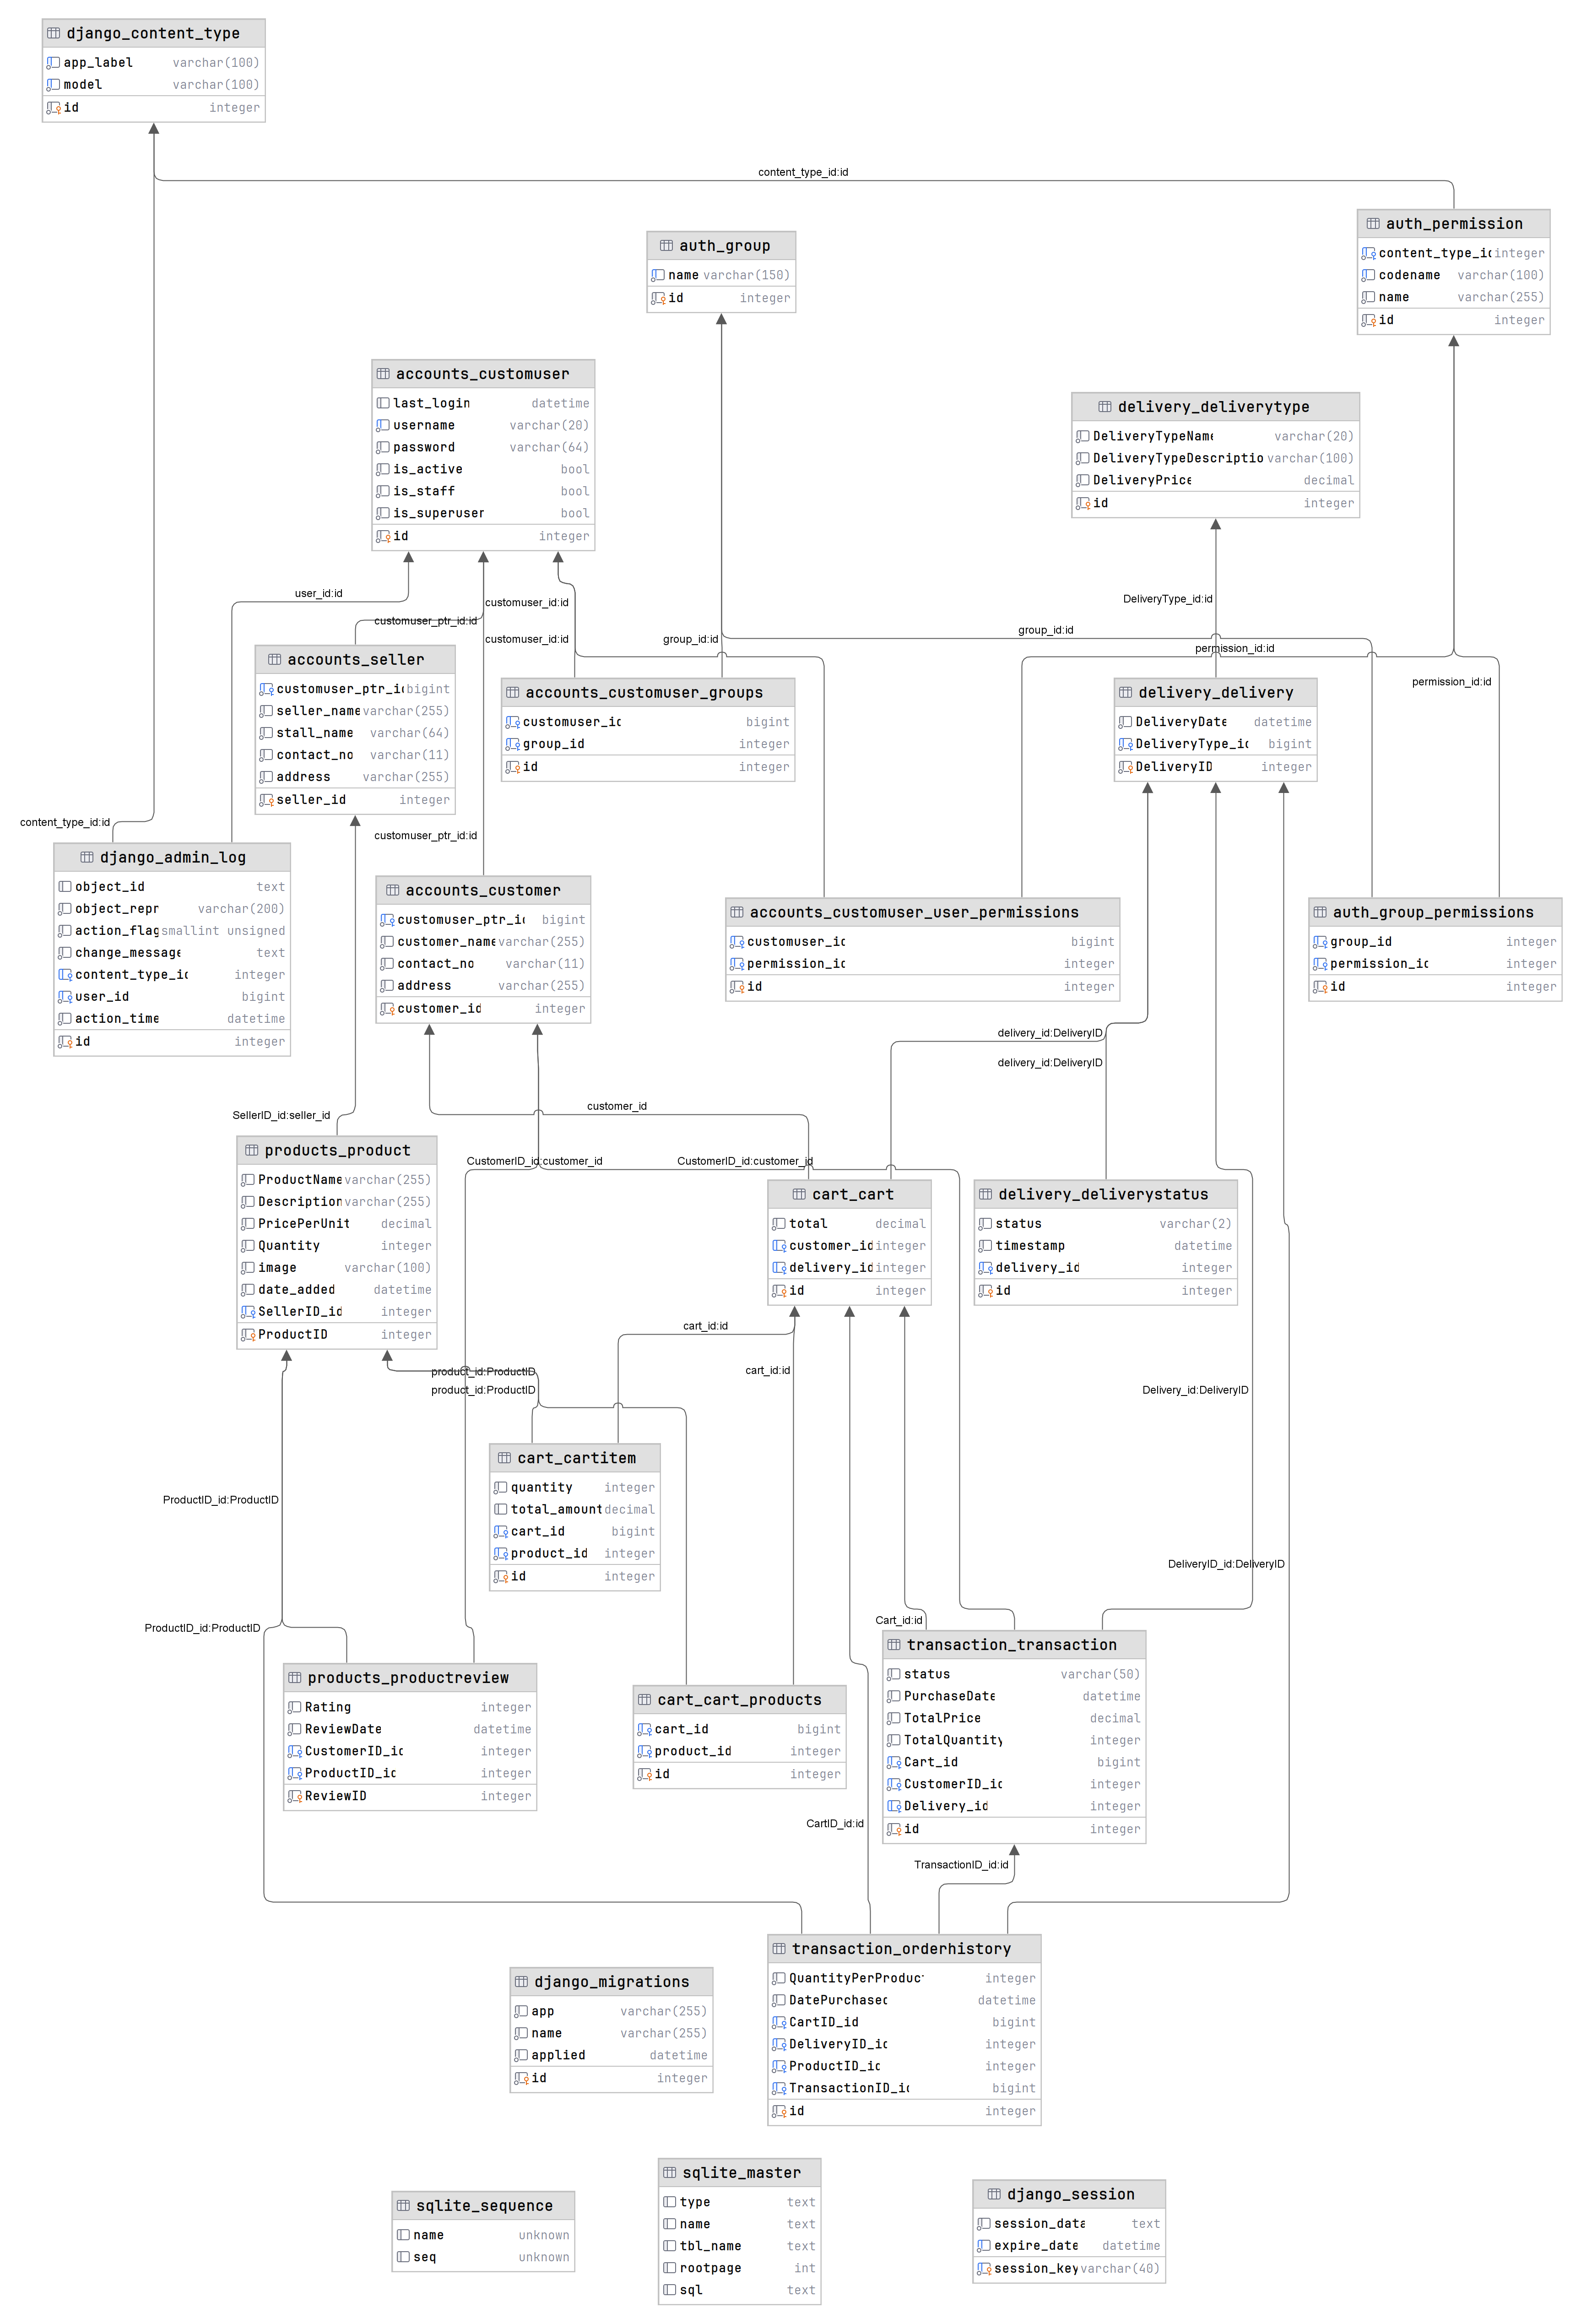 django_content_type
app_label varchar(100)
model varchar(100)
id integer
content_type_id:id
auth_permission
content_type_id integer
codename varchar(100)
name varchar(255)
id integer
auth_group
name varchar(150)
id integer
accounts_customuser
last_login datetime
username varchar(20)
password varchar(64)
is_active bool
is_staff bool
is_superuser bool
id integer
delivery_deliverytype
DeliveryTypeName varchar(20)
DeliveryTypeDescriptio varchar(100)
DeliveryPrice decimal
id integer
user_id:id
customuser_ptr_id:id
customuser_id:id
customuser_id:id
group_id:id
DeliveryType_id:id
group_id:id
permission_id:id
permission_id:id
accounts_seller
customuser_ptr_id bigint
seller_name varchar(255)
stall_name varchar(64)
contact_no varchar(11)
address varchar(255)
seller_id integer
accounts_customuser_groups
customuser_id bigint
group_id integer
id integer
delivery_delivery
DeliveryDate datetime
DeliveryType_id bigint
DeliveryID integer
content_type_id:id
customuser_ptr_id:id
django_admin_log
object_id text
object_repr varchar(200)
action_flag smallint unsigned
change_message text
content_type_id integer
user_id bigint
action_time datetime
id integer
accounts_customer
customuser_ptr_id bigint
customer_name varchar(255)
contact_no varchar(11)
address varchar(255)
customer_id integer
accounts_customuser_user_permissions
customuser_id bigint
permission_id integer
id integer
auth_group_permissions
group_id integer
permission_id integer
id integer
delivery_id:DeliveryID
delivery_id:DeliveryID
SellerID_id:seller_id
customer_id
CustomerID_id:customer_id
CustomerID_id:customer_id
products_product
ProductName varchar(255)
Description varchar(255)
PricePerUnit decimal
Quantity integer
image varchar(100)
date_added datetime
SellerID_id integer
ProductID integer
cart_cart
total decimal
customer_id integer
delivery_id integer
id integer
delivery_deliverystatus
status varchar(2)
timestamp datetime
delivery_id integer
id integer
cart_id:id
product_id:ProductID
product_id:ProductID
cart_id:id
Delivery_id:DeliveryID
cart_cartitem
quantity integer
total_amount decimal
cart_id bigint
product_id integer
id integer
ProductID_id:ProductID
DeliveryID_id:DeliveryID
ProductID_id:ProductID
Cart_id:id
products_productreview
Rating integer
ReviewDate datetime
CustomerID_id integer
ProductID_id integer
ReviewID integer
cart_cart_products
cart_id bigint
product_id integer
id integer
transaction_transaction
status varchar(50)
PurchaseDate datetime
TotalPrice decimal
TotalQuantity integer
Cart_id bigint
CustomerID_id integer
Delivery_id integer
id integer
CartID_id:id
TransactionID_id:id
transaction_orderhistory
QuantityPerProduc integer
DatePurchased datetime
CartID_id bigint
DeliveryID_id integer
ProductID_id integer
TransactionID_id bigint
id integer
django_migrations
app varchar(255)
name varchar(255)
applied datetime
id integer
sqlite_sequence
name unknown
seq unknown
sqlite_master
type text
name text
tbl_name text
rootpage int
sql text
django_session
session_data text
expire_date datetime
session_key varchar(40)